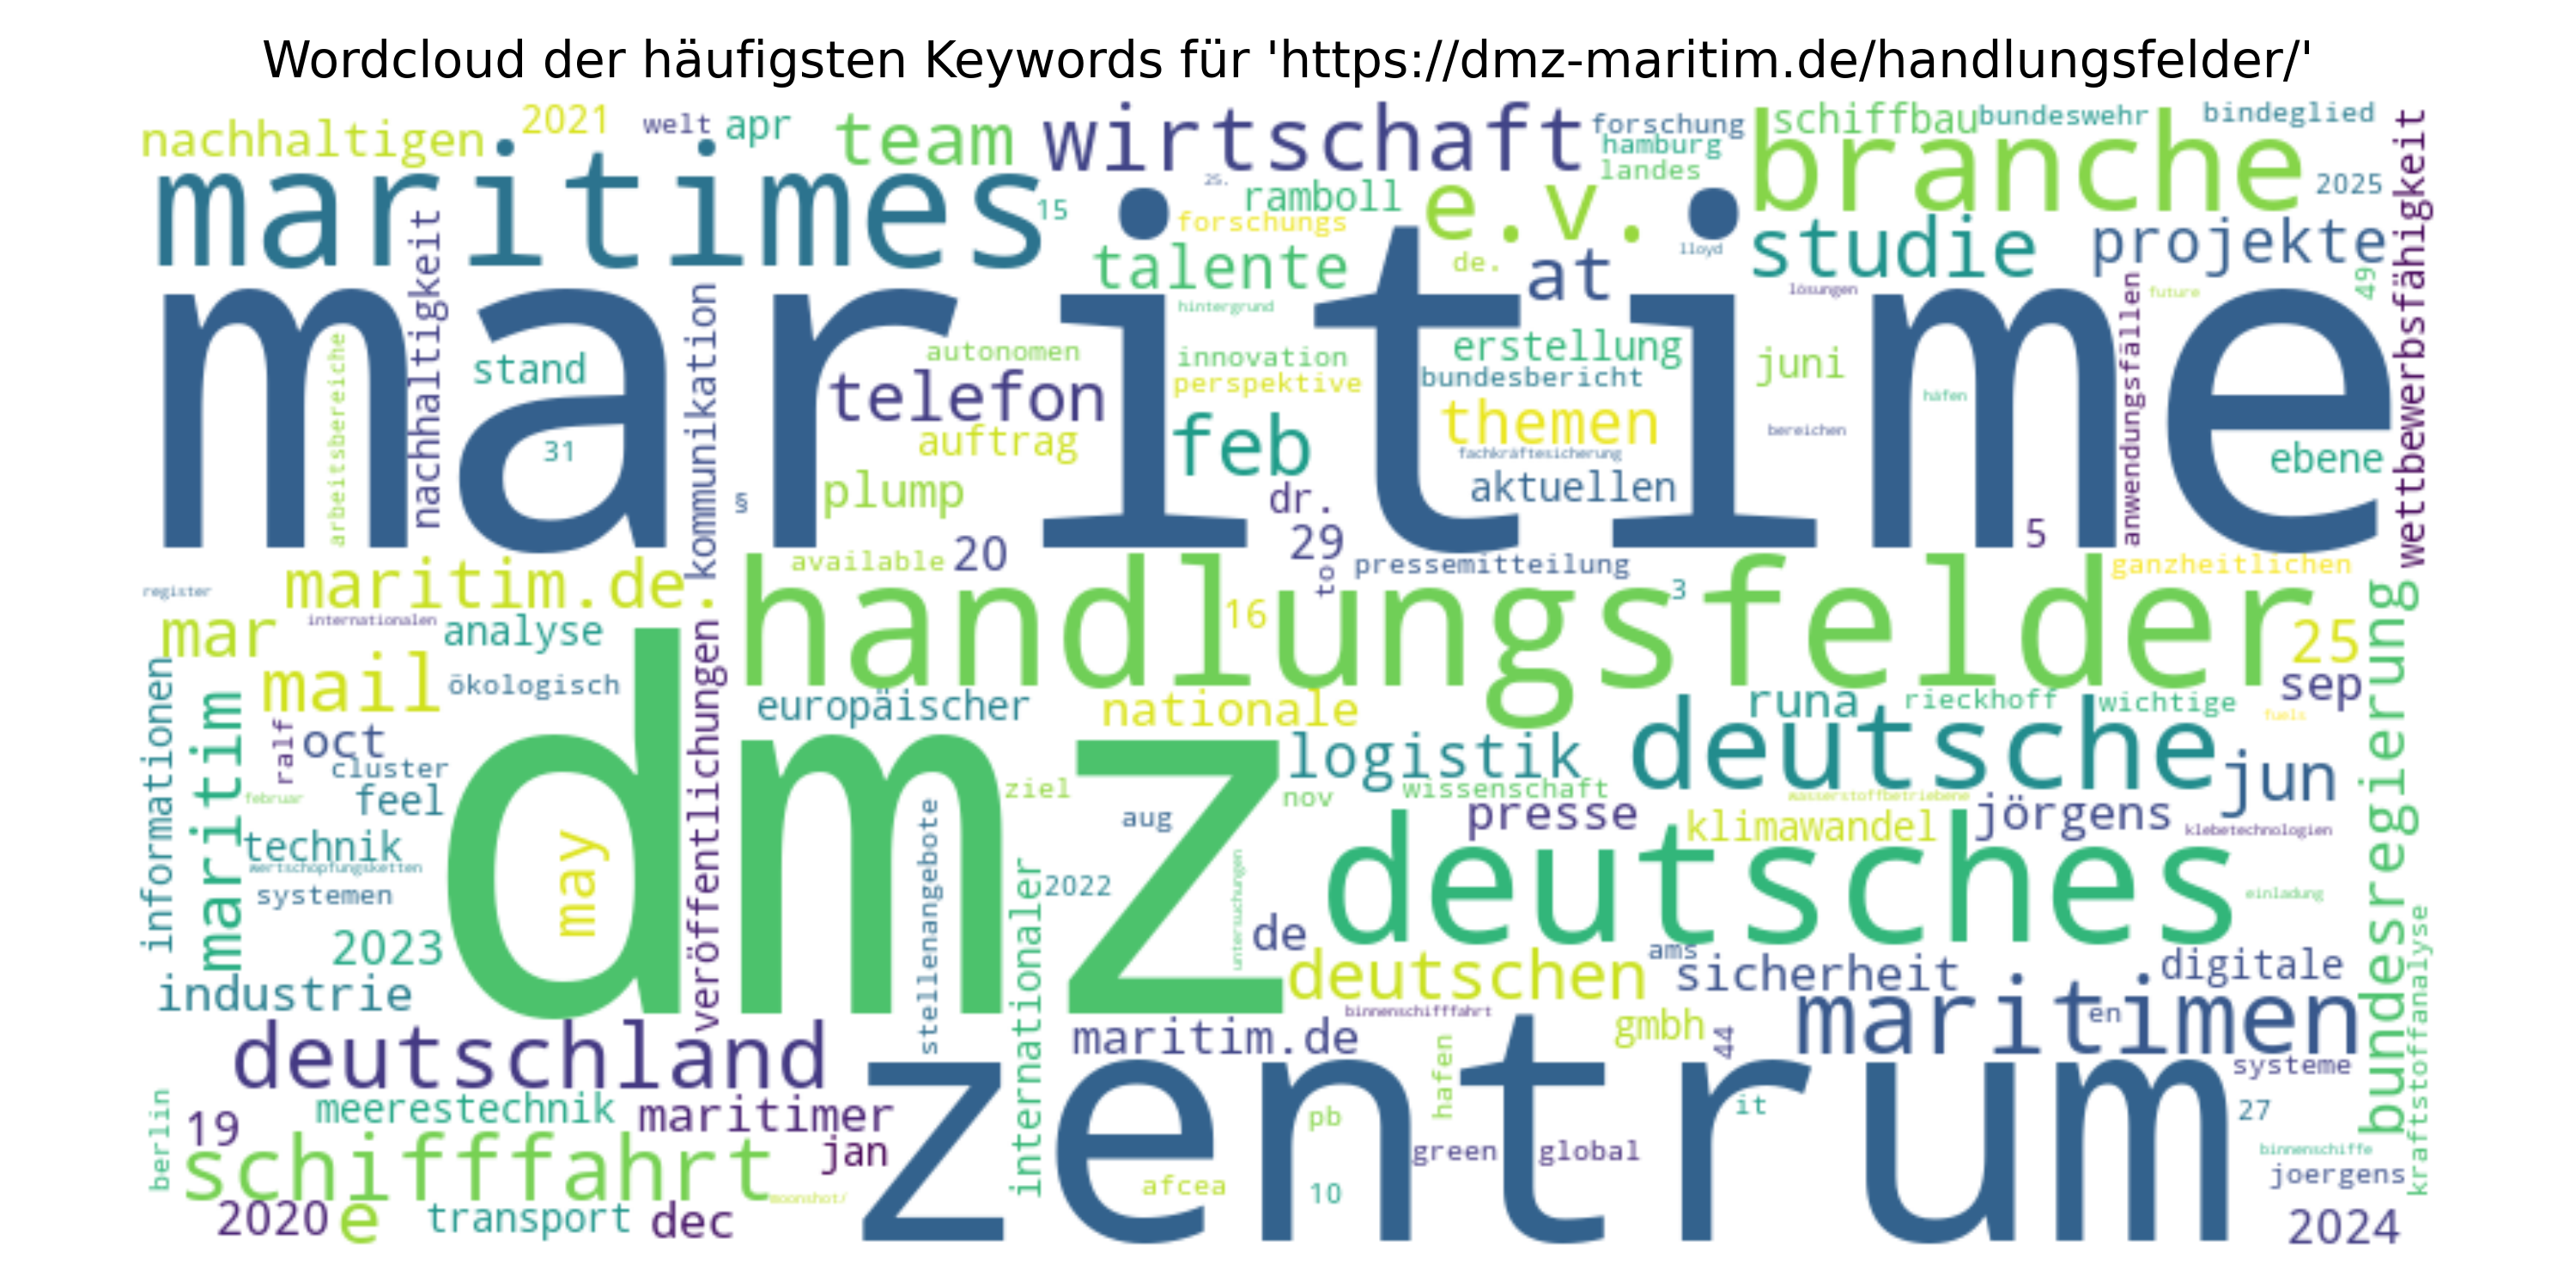 Wordcloud der häufigsten Keywords für 'https://dmz-maritim.de/handlungsfelder/'
nachhaltigen
2021
welt
apr
team
wirtschaft
forschung
hamburg
landes
schiffbau
bundeswehr
bindeglied
branche
2025
maritimes
15
25.
ramboll
forschungs
e.v.
talente
de.
at
lloyd
studie
projekte
49
wettbewerbsfähigkeit
nachhaltigkeit
kommunikation
hintergrund
lösungen
anwendungsfällen
future
maritime
arbeitsbereiche
stand
31
autonomen
telefon
auftrag
plump
§
innovation
perspektive
feb
dr.
29
erstellung
bundesbericht
themen
fachkräftesicherung
aktuellen
juni
bereichen
häfen
5
ebene
register
maritim.de.
available
20
to
pressemitteilung
3
ganzheitlichen
handlungsfelder
16
25
mar
internationalen
analyse
mail
ökologisch
europäischer
nationale
runa
rieckhoff
wichtige
sep
fuels
informationen
maritim
ralf
oct
cluster
februar
feel
technik
wertschöpfungsketten
systemen
2023
industrie
dmz
may
veröffentlichungen
stellenangebote
ziel
aug
nov
2022
untersuchungen
internationaler
logistik
wissenschaft
deutsche
jun
presse
wasserstoffbetriebene
klimawandel
jörgens
klebetechnologien
deutsches
einladung
bundesregierung
kraftstoffanalyse
de
deutschen
ams
sicherheit
digitale
binnenschifffahrt
gmbh
44
maritimen
en
deutschland
maritim.de
hafen
systeme
zentrum
berlin
19
meerestechnik
maritimer
schifffahrt
jan
moonshot/
2020
e
transport
dec
pb
afcea
10
green
global
it
27
binnenschiffe
joergens
2024